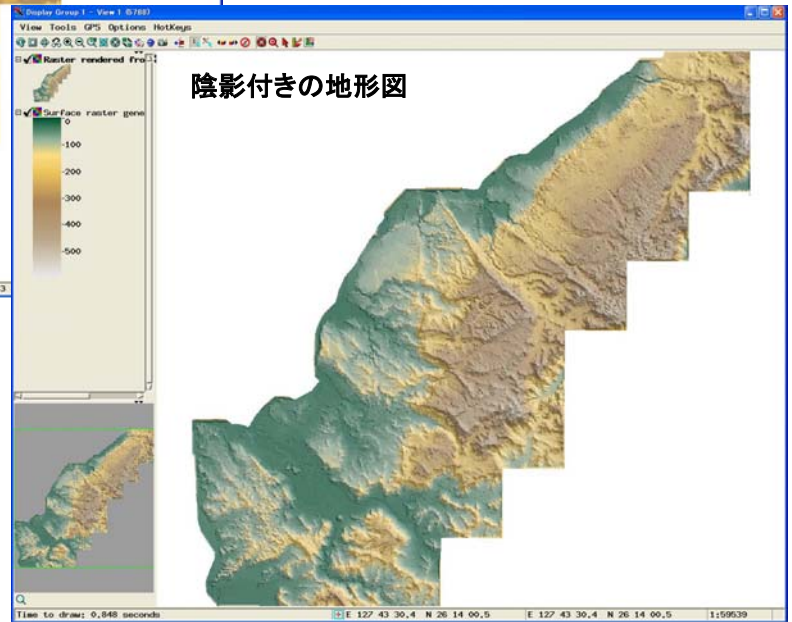 Display Group 1 - View 1 (5788)
View Tools GPS Options HotKeys
Raster rendered fro
Surface raster gene
0
-100
-200
-300
-400
-500
陰影付きの地形図
3
Time to draw: 0.848 seconds
E 127 43 30.4 N 26 14 00.5
E 127 43 30.4 N 26 14 00.5
1:59539